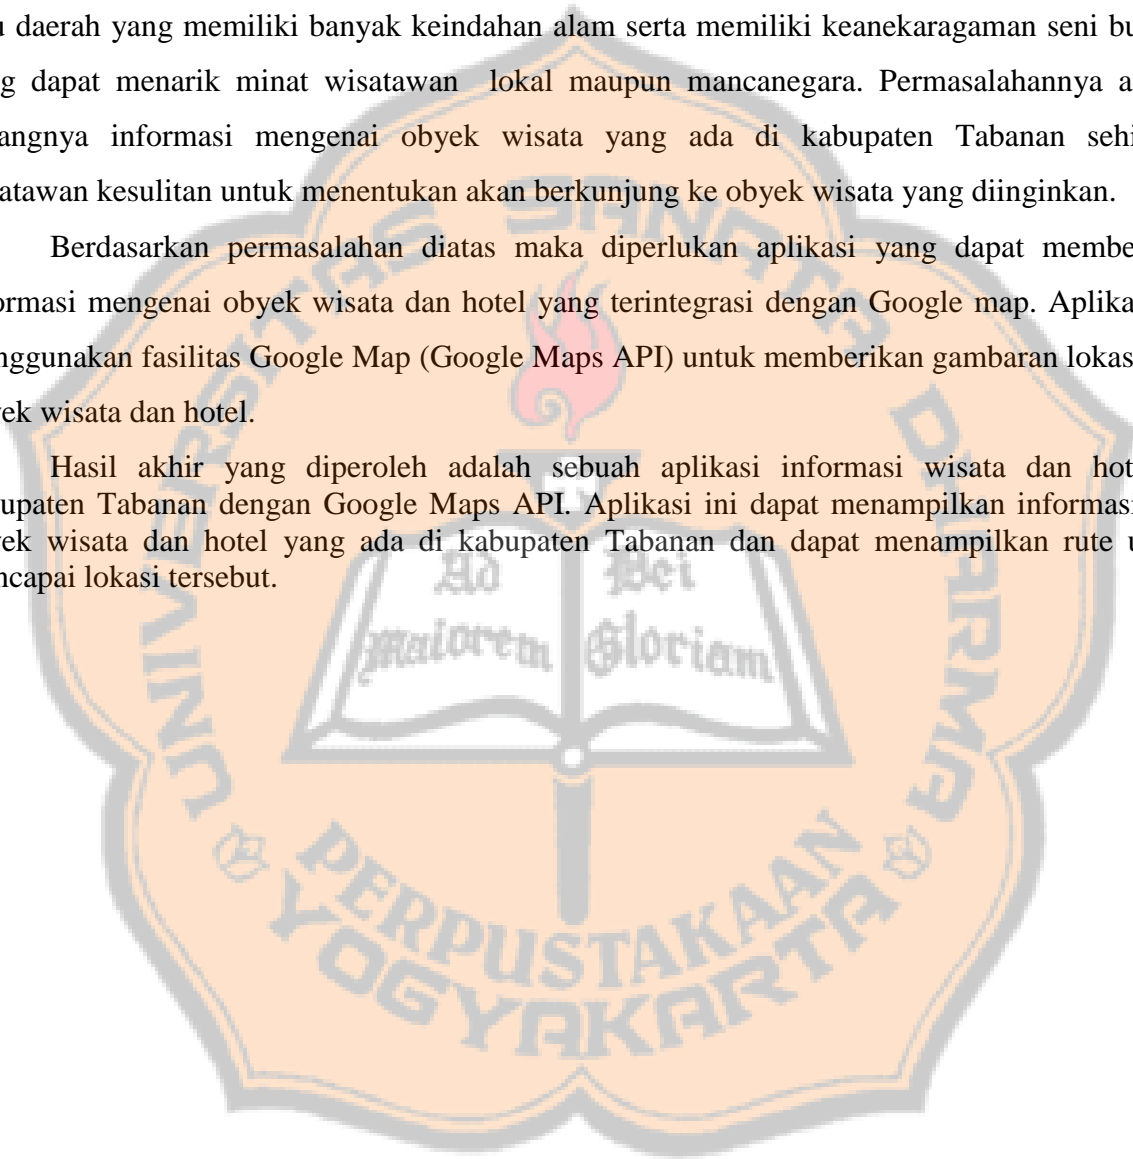 u daerah yang memiliki banyak keindahan alam serta memiliki keanekaragaman seni bu
g dapat menarik minat wisatawan lokal maupun mancanegara. Permasalahannya a
angnya informasi mengenai obyek wisata yang ada di kabupaten Tabanan sehi
atawan kesulitan untuk menentukan akan berkunjung ke obyek wisata yang diinginkan.
Berdasarkan permasalahan diatas maka diperlukan aplikasi yang dapat membe
ormasi mengenai obyek wisata dan hotel yang terintegrasi dengan Google map. Aplika
nggunakan fasilitas Google Map (Google Maps API) untuk memberikan gambaran lokas
ek wisata dan hotel.
Hasil akhir yang diperoleh adalah sebuah aplikasi informasi wisata dan hot
upaten Tabanan dengan Google Maps API. Aplikasi ini dapat menampilkan informasi
ek wisata dan hotel yang ada di kabupaten Tabanan dan dapat menampilkan rute u
ncapai lokasi tersebut.
UNIVERSITAS SANATA DHARMA
Ad Dei
maiorem Gloriam
PERPUSTAKAAN
YOGYAKARTA